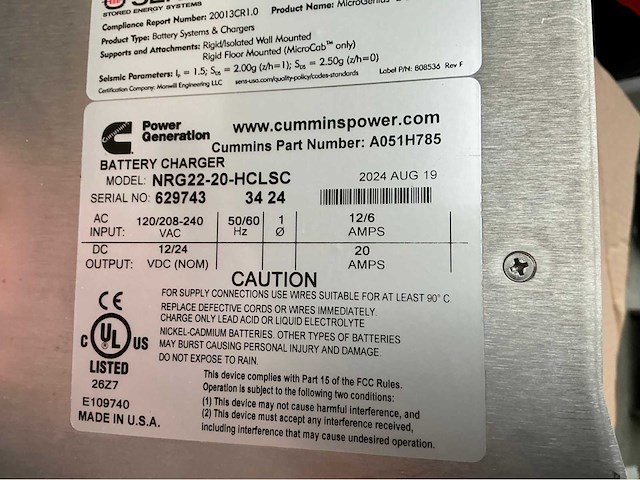 STORED ENERGY SYSTEMS
Compliance Report Number: 20013CR1.0 Product Name: MicroGenius
Product Type: Battery Systems & Chargers
Supports and Attachments: Rigid/Isolated Wall Mounted
Rigid Floor Mounted (MicroCab™ only)
Seismic Parameters: Ip = 1.5; SDS = 2.00g (z/h=1); SDS = 2.50g (z/h=0)
Certification Company: Manwill Engineering LLC sens-usa.com/quality-policy/codes-standards Label P/N: 808536 Rev F
Cummins
Power
Generation
www.cumminspower.com
Cummins Part Number: A051H785
BATTERY CHARGER
MODEL: NRG22-20-HCLSC 2024 AUG 19
SERIAL NO: 629743 34 24
AC 120/208-240 50/60 1 12/6
INPUT: VAC Hz Ø AMPS
DC 12/24 20
OUTPUT: VDC (NOM) AMPS
CAUTION
FOR SUPPLY CONNECTIONS USE WIRES SUITABLE FOR AT LEAST 90° C
REPLACE DEFECTIVE CORDS OR WIRES IMMEDIATELY.
CHARGE ONLY LEAD ACID OR LIQUID ELECTROLYTE
NICKEL-CADMIUM BATTERIES. OTHER TYPES OF BATTERIES
MAY BURST CAUSING PERSONAL INJURY AND DAMAGE.
DO NOT EXPOSE TO RAIN.
CE
C UL US
LISTED
26Z7
E109740
MADE IN U.S.A.
This device complies with Part 15 of the FCC Rules.
Operation is subject to the following two conditions:
(1) This device may not cause harmful interference, and
(2) This device must accept any interference received,
including interference that may cause undesired operation.